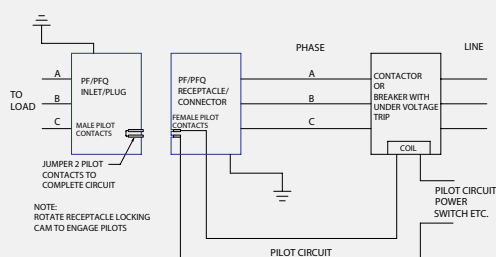 PHASE
LINE
TO
LOAD
A
B
C
PF/PFQ
INLET/PLUG
MALE PILOT
CONTACTS
PF/PFQ
RECEPTACLE/
CONNECTOR
FEMALE PILOT
CONTACTS
A
B
C
CONTACTOR
OR
BREAKER WITH
UNDER VOLTAGE
TRIP
COIL
JUMPER 2 PILOT
CONTACTS TO
COMPLETE CIRCUIT
NOTE:
ROTATE RECEPTACLE LOCKING
CAM TO ENGAGE PILOTS
PILOT CIRCUIT
POWER
SWITCH ETC.
PILOT CIRCUIT